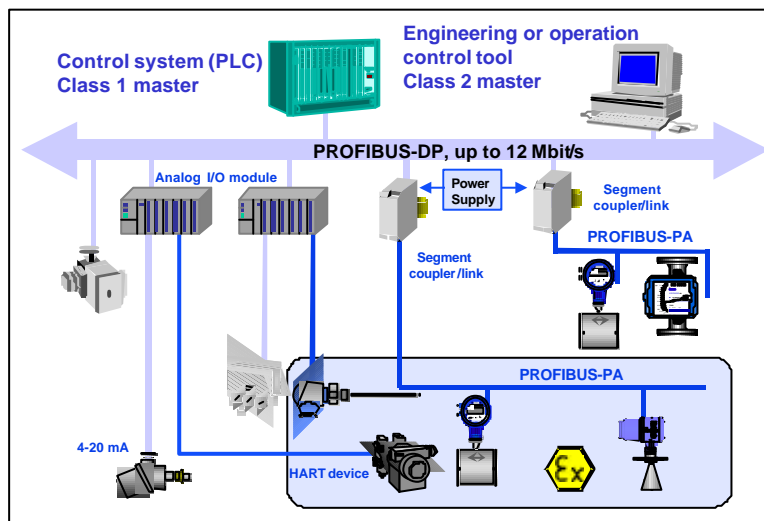 Control system (PLC)
Class 1 master
Engineering or operation
control tool
Class 2 master
PROFIBUS-DP, up to 12 Mbit/s
Analog I/O module
Power
Supply
Segment
coupler/link
PROFIBUS-PA
Segment
coupler/link
PROFIBUS-PA
4-20 mA
HART device
Ex